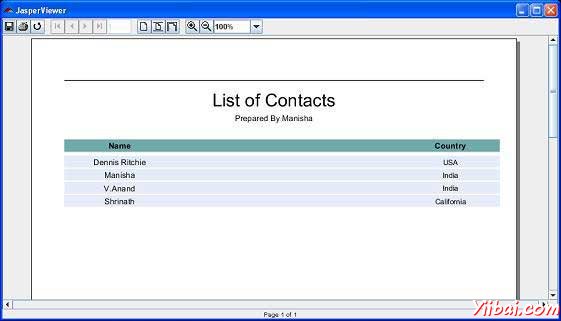 JasperViewer
100%
List of Contacts
Prepared By Manisha
Name Country
Dennis Ritchie USA
Manisha India
V.Anand India
Shrinath California
Page 1 of 1
Yiibai.com